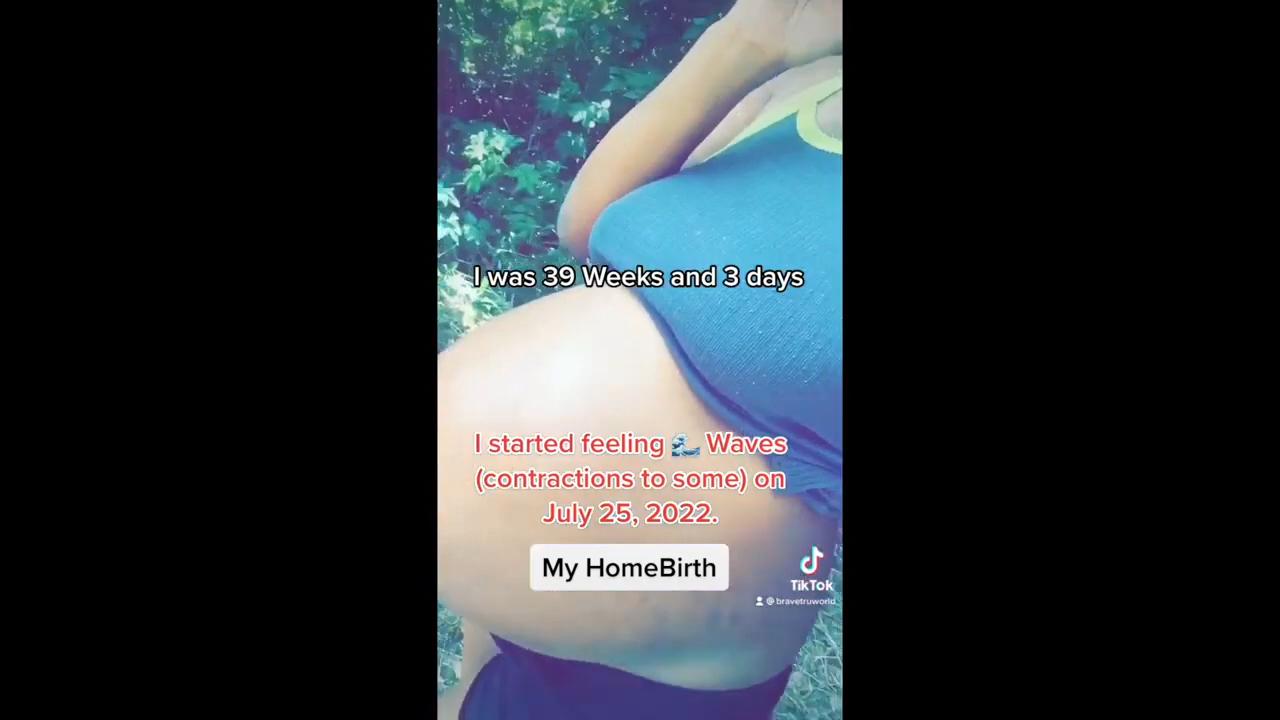 I was 39 Weeks and 3 days
I started feeling 🌊 Waves
(contractions to some) on
July 25, 2022.
My HomeBirth
TikTok
@bravetruworld